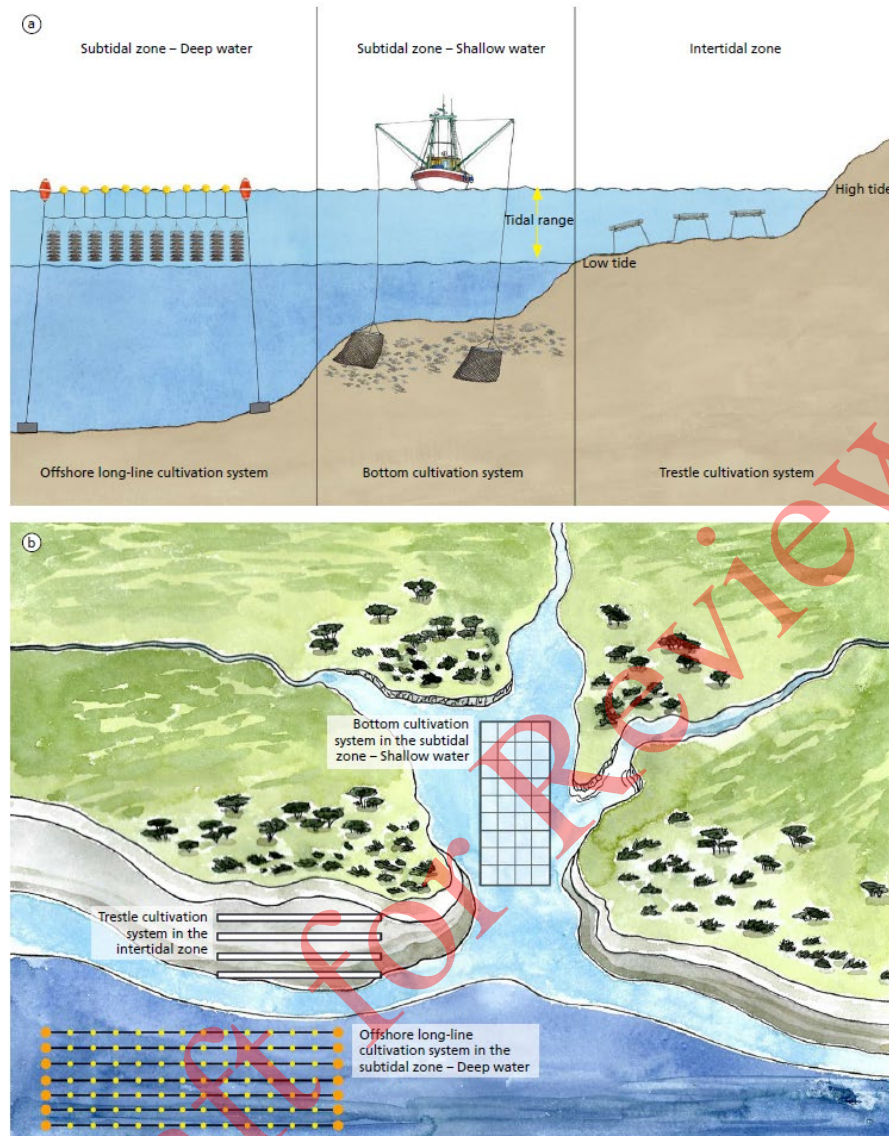 a
Subtidal zone – Deep water
Subtidal zone – Shallow water
Intertidal zone
High tide
Tidal range
Low tide
Offshore long-line cultivation system
Bottom cultivation system
Trestle cultivation system
b
Bottom cultivation
system in the subtidal
zone – Shallow water
Trestle cultivation
system in the
intertidal zone
Offshore long-line
cultivation system in the
subtidal zone – Deep water
for Review